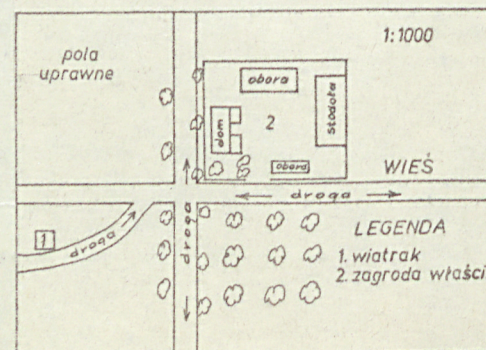 pola
uprawne
1:1000
obora
Stodoła
dom
2
obora
WIEŚ
droga
1
droga
droga
LEGENDA
1. wiatrak
2. zagroda właści